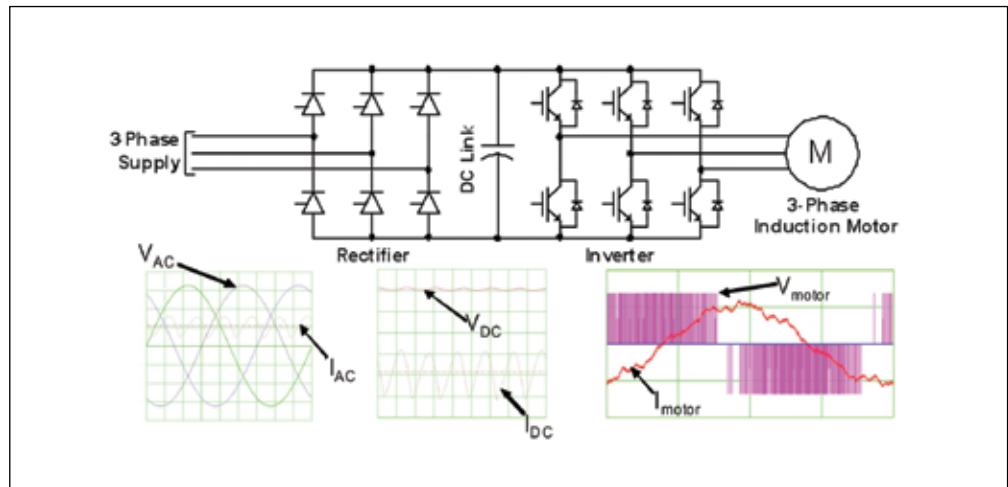 3 Phase
Supply
DC Link
M
3-Phase
Induction Motor
Rectifier
Inverter
VAC
IAC
VDC
IDC
Vmotor
Imotor